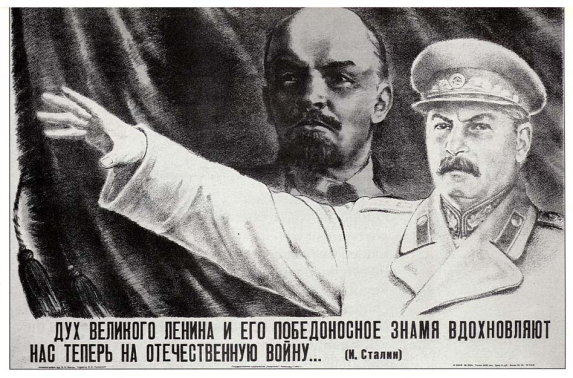 ДУХ ВЕЛИКОГО ЛЕНИНА И ЕГО ПОБЕДОНОСНОЕ ЗНАМЯ ВДОХНОВЛЯЮТ
НАС ТЕПЕРЬ НА ОТЕЧЕСТВЕННУЮ ВОЙНУ... (И. Сталин)